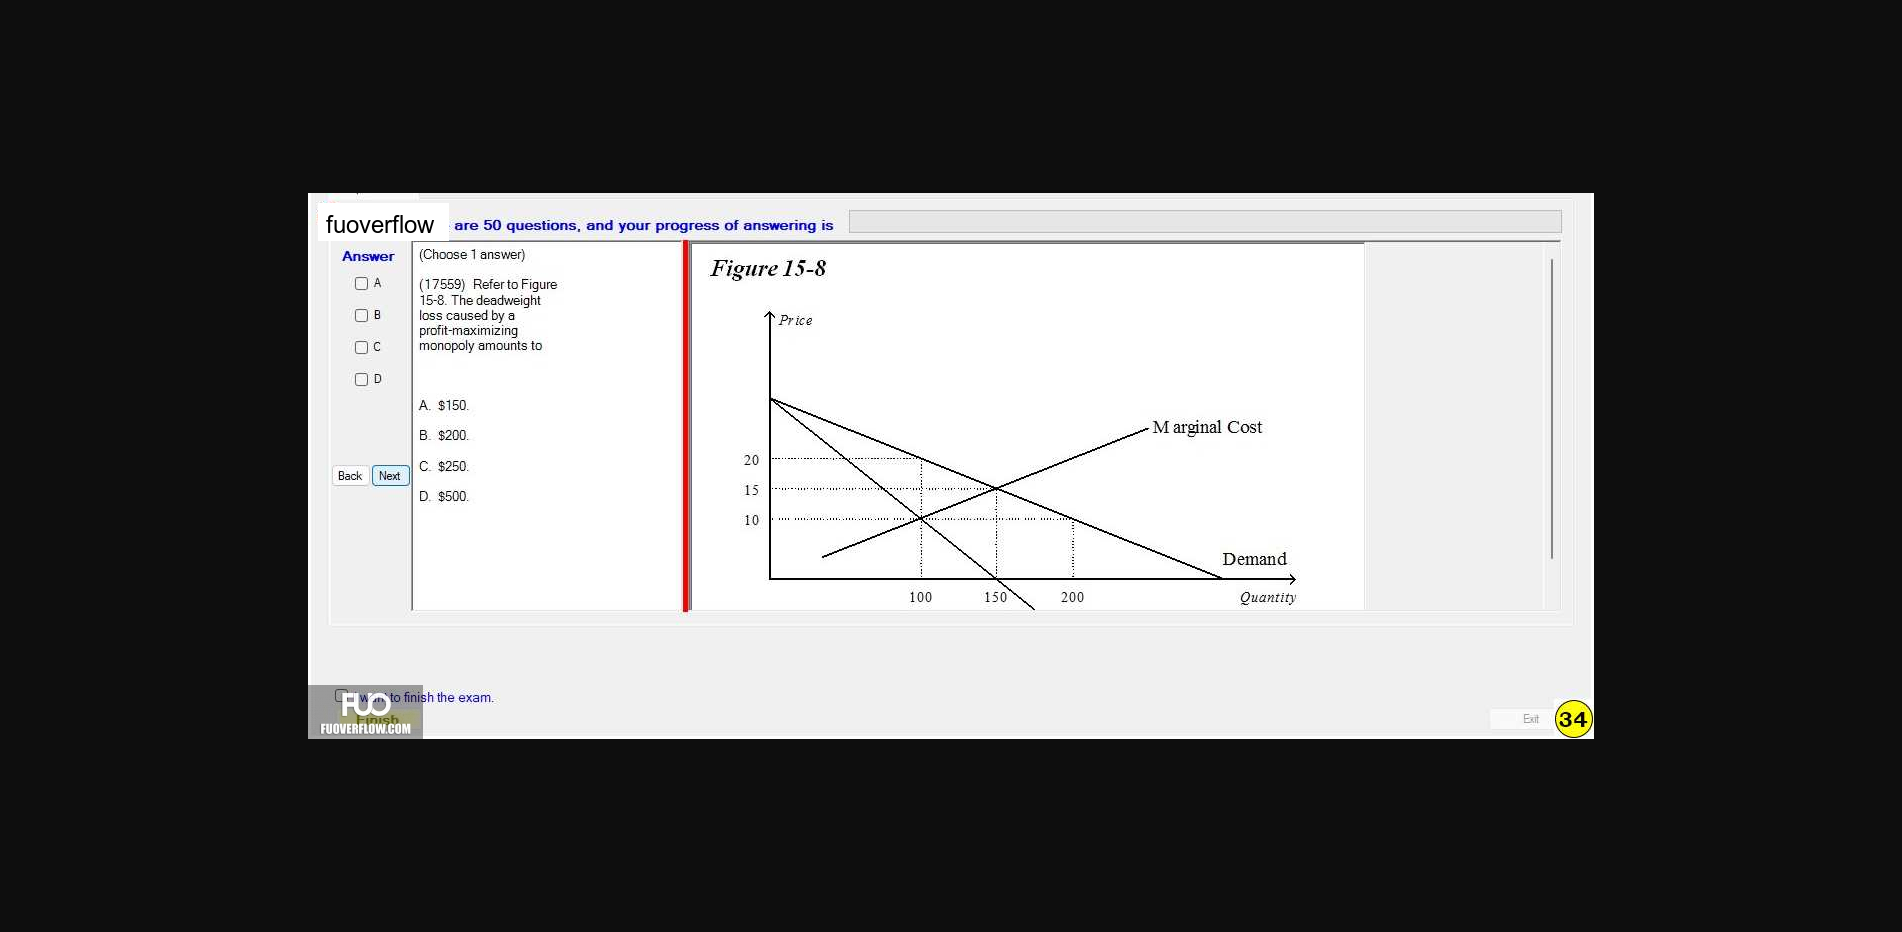 fuoverflow are 50 questions, and your progress of answering is
Answer
A
B
C
D
Back Next
(Choose 1 answer)
(17559) Refer to Figure
15-8. The deadweight
loss caused by a
profit-maximizing
monopoly amounts to
A. $150.
B. $200.
C. $250.
D. $500.
Figure 15-8
Price
Marginal Cost
20
15
10
Demand
100 150 200
Quantity
want to finish the exam.
Finish
FUO
FUOVERFLOW.COM
Exit
34